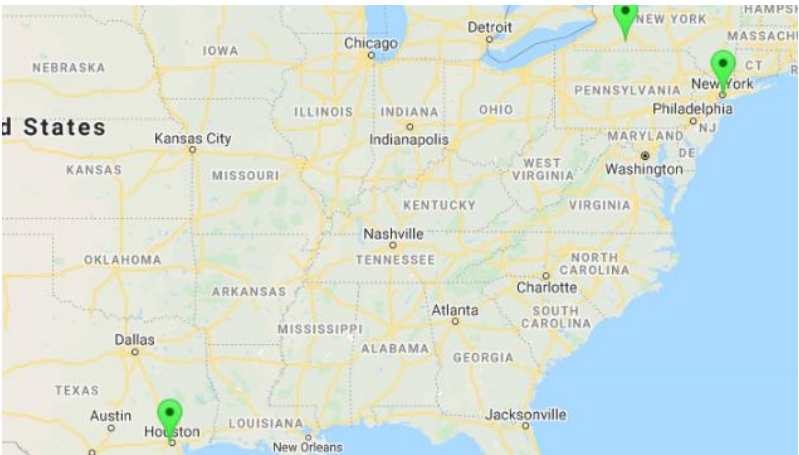 NEW YORK
HAMPSH
Detroit
MASSACHU
Chicago
IOWA
NEBRASKA
CT
R
PENNSYLVANIA
New York
OHIO
ILLINOIS
INDIANA
Philadelphia
d States
MARYLAND
NJ
Kansas City
Indianapolis
DE
WEST
VIRGINIA
Washington
KANSAS
MISSOURI
KENTUCKY
VIRGINIA
Nashville
TENNESSEE
OKLAHOMA
NORTH
CAROLINA
Charlotte
ARKANSAS
Atlanta
SOUTH
CAROLINA
MISSISSIPPI
Dallas
ALABAMA
GEORGIA
TEXAS
Austin
Jacksonville
Houston
LOUISIANA
New Orleans